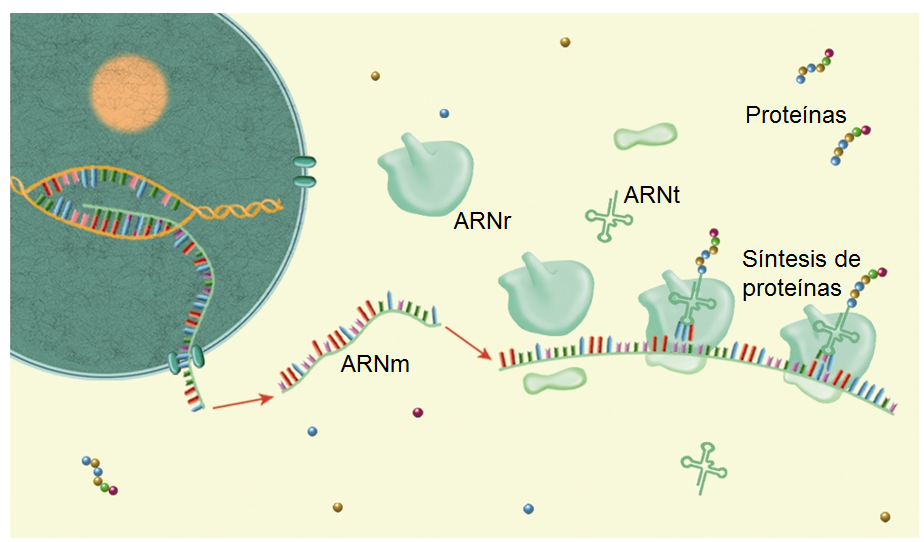 Proteínas
ARNt
ARNr
Síntesis de
proteínas
ARNm